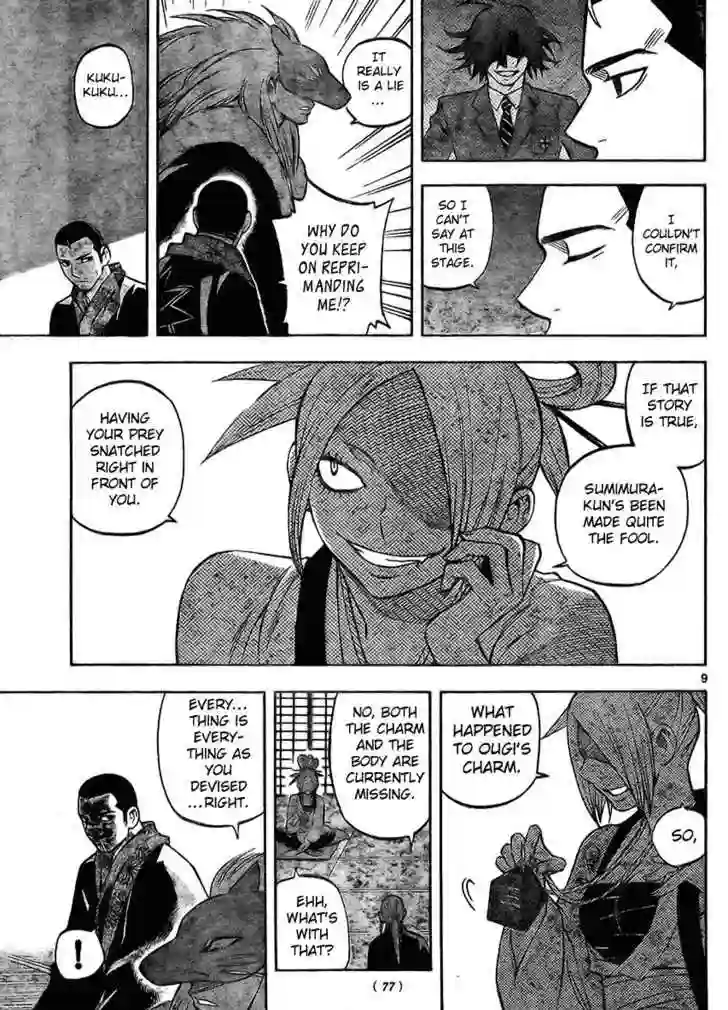 I
COULDN'T
CONFIRM
IT,
SO I
CAN'T
SAY AT
THIS
STAGE.
IT
REALLY
IS A LIE
...
WHY DO
YOU KEEP
ON REPRI-
MANDING
ME!?
KUKU-
KUKU...
IF THAT
STORY
IS TRUE,
SUMIMURA-
KUN'S BEEN
MADE QUITE
THE FOOL.
HAVING
YOUR PREY
SNATCHED
RIGHT IN
FRONT OF
YOU.
9
SO,
WHAT
HAPPENED
TO OUGI'S
CHARM.
NO, BOTH
THE CHARM
AND THE
BODY ARE
CURRENTLY
MISSING.
EHH,
WHAT'S
WITH
THAT?
EVERY...
THING IS
EVERY-
THING AS
YOU
DEVISED
...RIGHT.
!
( 77 )